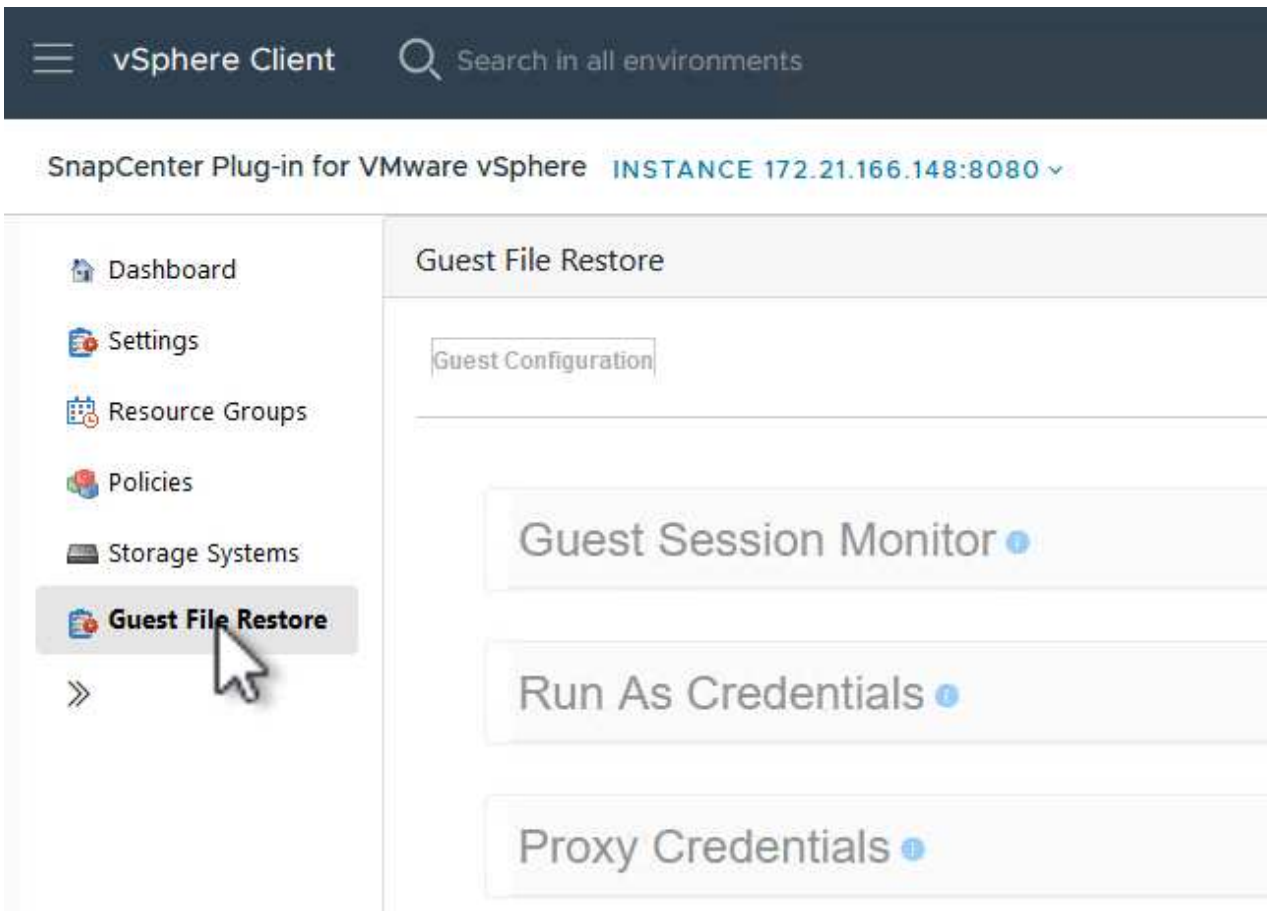 vSphere Client
Search in all environments
SnapCenter Plug-in for VMware vSphere INSTANCE 172.21.166.148:8080
Dashboard
Settings
Resource Groups
Policies
Storage Systems
Guest File Restore
Guest File Restore
Guest Configuration
Guest Session Monitor
Run As Credentials
Proxy Credentials